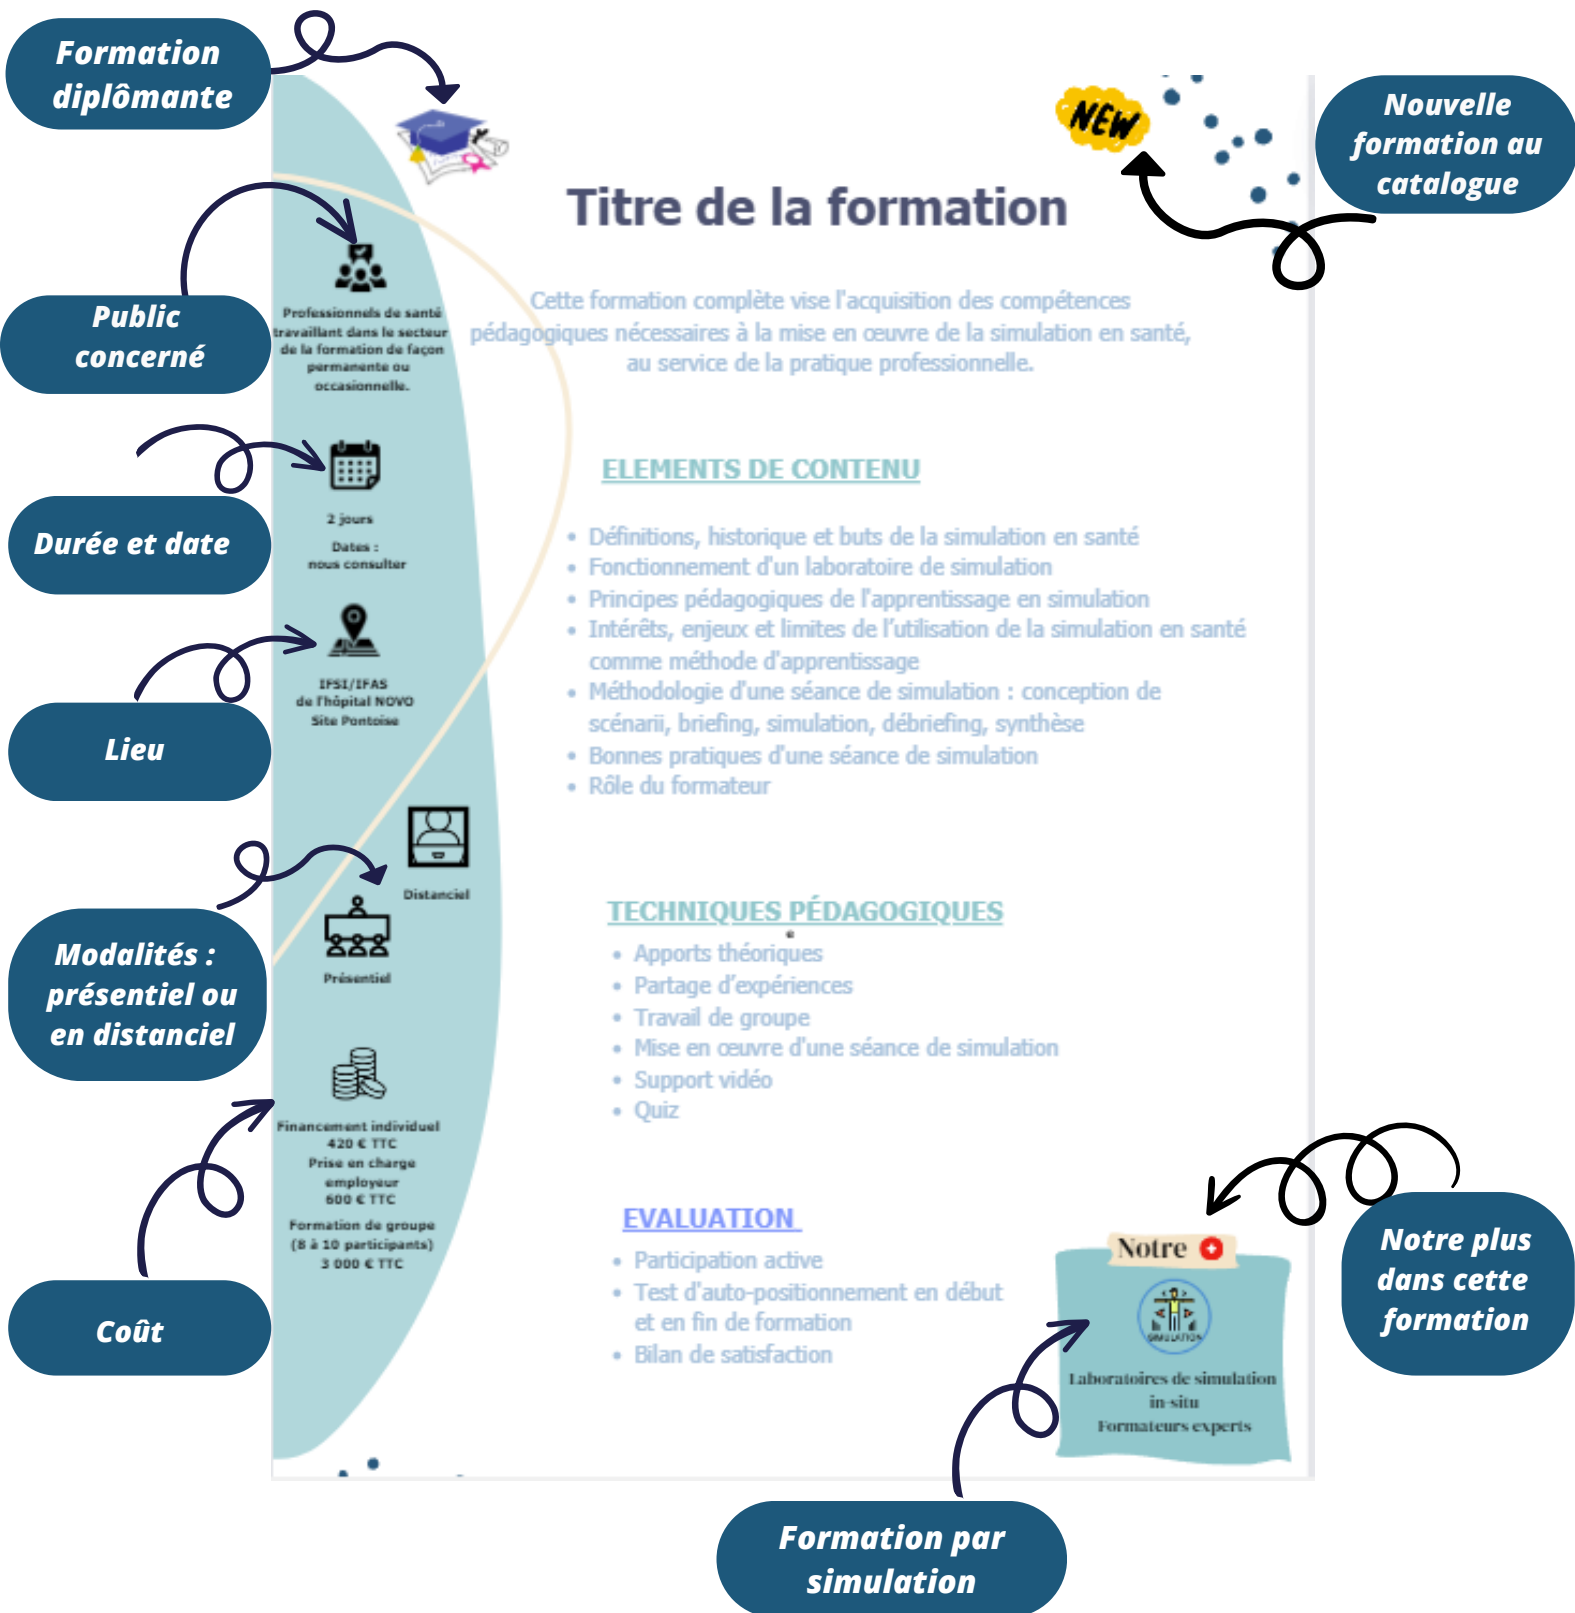 Formation
diplômante
NEW
Nouvelle
formation au
catalogue
Titre de la formation
Public
concerné
Professionnels de santé
travaillant dans le secteur
de la formation de façon
permanente ou
occasionnelle.
Cette formation complète vise l'acquisition des compétences
pédagogiques nécessaires à la mise en œuvre de la simulation en santé,
au service de la pratique professionnelle.
Durée et date
2 jours
Dates :
nous consulter
Lieu
IFSI/IFAS
de l'hôpital NOVO
Site Pontoise
ELEMENTS DE CONTENU
• Définitions, historique et buts de la simulation en santé
• Fonctionnement d'un laboratoire de simulation
• Principes pédagogiques de l'apprentissage en simulation
• Intérêts, enjeux et limites de l’utilisation de la simulation en santé
comme méthode d'apprentissage
• Méthodologie d'une séance de simulation : conception de
scénarii, briefing, simulation, débriefing, synthèse
• Bonnes pratiques d'une séance de simulation
• Rôle du formateur
Modalités :
présentiel ou
en distanciel
Distanciel
Présentiel
TECHNIQUES PÉDAGOGIQUES
e
• Apports théoriques
• Partage d’expériences
• Travail de groupe
• Mise en œuvre d'une séance de simulation
• Support vidéo
• Quiz
Coût
Financement individuel
420 € TTC
Prise en charge
employeur
600 € TTC
Formation de groupe
(8 à 10 participants)
3 000 € TTC
EVALUATION
• Participation active
• Test d'auto-positionnement en début
et en fin de formation
• Bilan de satisfaction
Notre plus
dans cette
formation
Notre
SIMULATION
Laboratoires de simulation
in-situ
Formateurs experts
Formation par
simulation